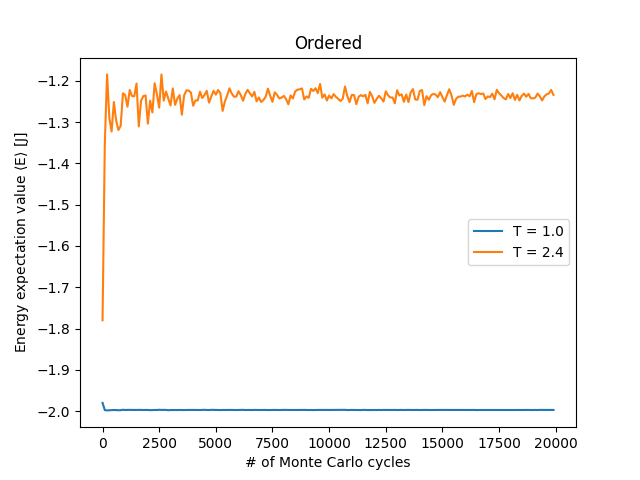 Ordered
Energy expectation value ⟨E⟩ [J]
−1.2
−1.3
−1.4
−1.5
−1.6
−1.7
−1.8
−1.9
−2.0
T = 1.0
T = 2.4
0 2500 5000 7500 10000 12500 15000 17500 20000
# of Monte Carlo cycles